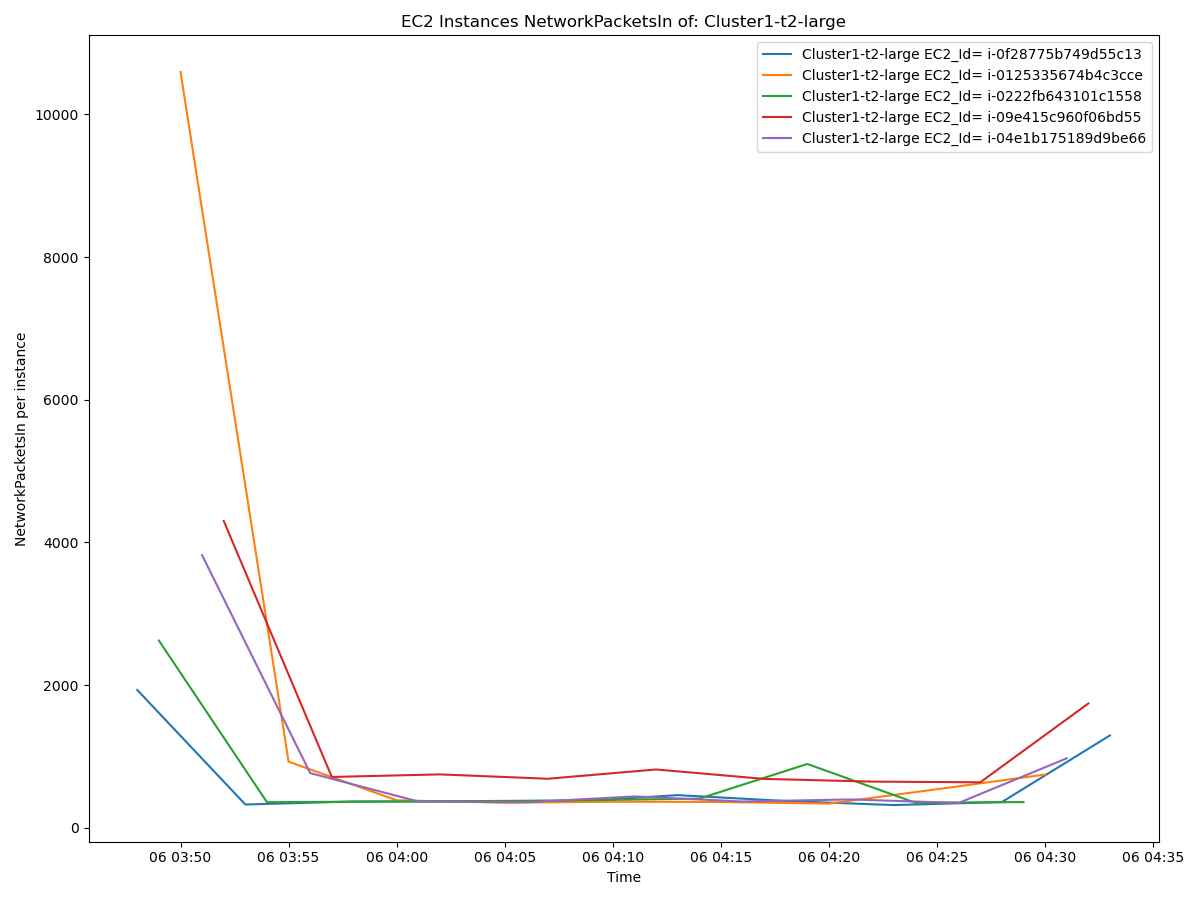 EC2 Instances NetworkPacketsIn of: Cluster1-t2-large
Cluster1-t2-large EC2_Id= i-0f28775b749d55c13
Cluster1-t2-large EC2_Id= i-0125335674b4c3cce
Cluster1-t2-large EC2_Id= i-0222fb643101c1558
Cluster1-t2-large EC2_Id= i-09e415c960f06bd55
Cluster1-t2-large EC2_Id= i-04e1b175189d9be66
NetworkPacketsIn per instance
10000
8000
6000
4000
2000
0
06 03:50 06 03:55 06 04:00 06 04:05 06 04:10 06 04:15 06 04:20 06 04:25 06 04:30 06 04:35
Time